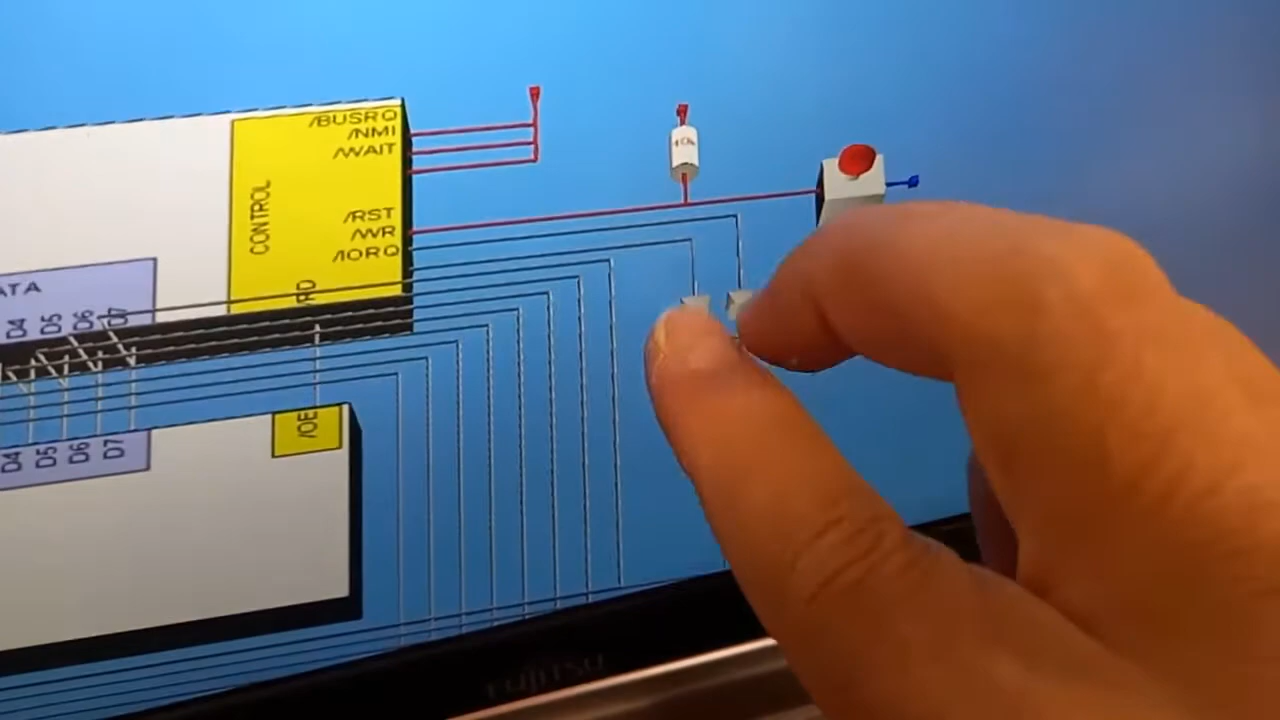 /BUSRQ
/NMI
/WAIT
CONTROL
/RST
/WR
/IORQ
/RD
ATA
D4
D5
D6
D7
/OE
D4
D5
D6
D7
FUJITSU